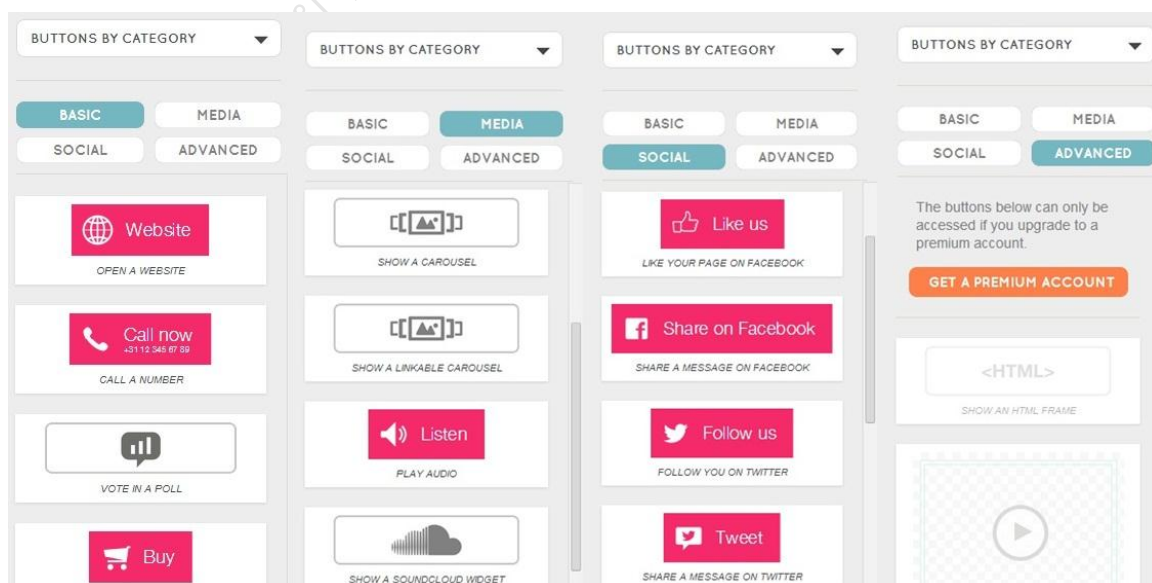 BUTTONS BY CATEGORY
BASIC
MEDIA
SOCIAL
ADVANCED
Website
OPEN A WEBSITE
Call now
+31 12 345 67 89
CALL A NUMBER
VOTE IN A POLL
Buy
BUTTONS BY CATEGORY
BASIC
MEDIA
SOCIAL
ADVANCED
SHOW A CAROUSEL
SHOW A LINKABLE CAROUSEL
Listen
PLAY AUDIO
SHOW A SOUNDCLOUD WIDGET
BUTTONS BY CATEGORY
BASIC
MEDIA
SOCIAL
ADVANCED
Like us
LIKE YOUR PAGE ON FACEBOOK
Share on Facebook
SHARE A MESSAGE ON FACEBOOK
Follow us
FOLLOW YOU ON TWITTER
Tweet
SHARE A MESSAGE ON TWITTER
BUTTONS BY CATEGORY
BASIC
MEDIA
SOCIAL
ADVANCED
The buttons below can only be
accessed if you upgrade to a
premium account.
GET A PREMIUM ACCOUNT
<HTML>
SHOW AN HTML FRAME